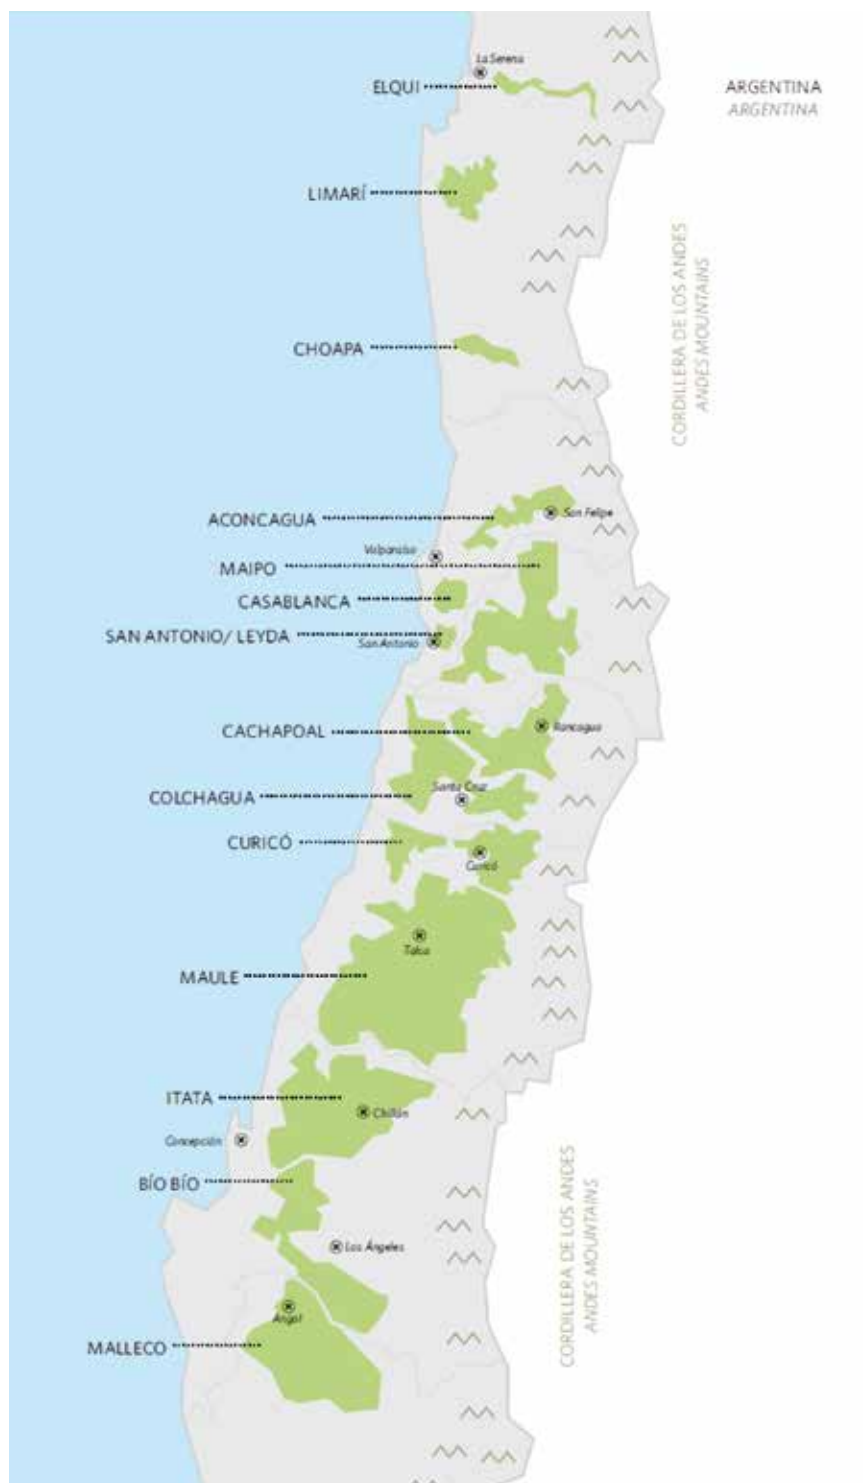 La Serena
ELQUI
ARGENTINA
ARGENTINA
LIMARÍ
CORDILLERA DE LOS ANDES
ANDES MOUNTAINS
CHOAPA
ACONCAGUA
San Felipe
Valparaíso
MAIPO
CASABLANCA
SAN ANTONIO/ LEYDA
San Antonio
CACHAPOAL
Rancagua
COLCHAGUA
Santa Cruz
CURICÓ
Curicó
Talca
MAULE
ITATA
Chillán
Concepción
BÍO BÍO
Los Ángeles
CORDILLERA DE LOS ANDES
ANDES MOUNTAINS
Angol
MALLECO